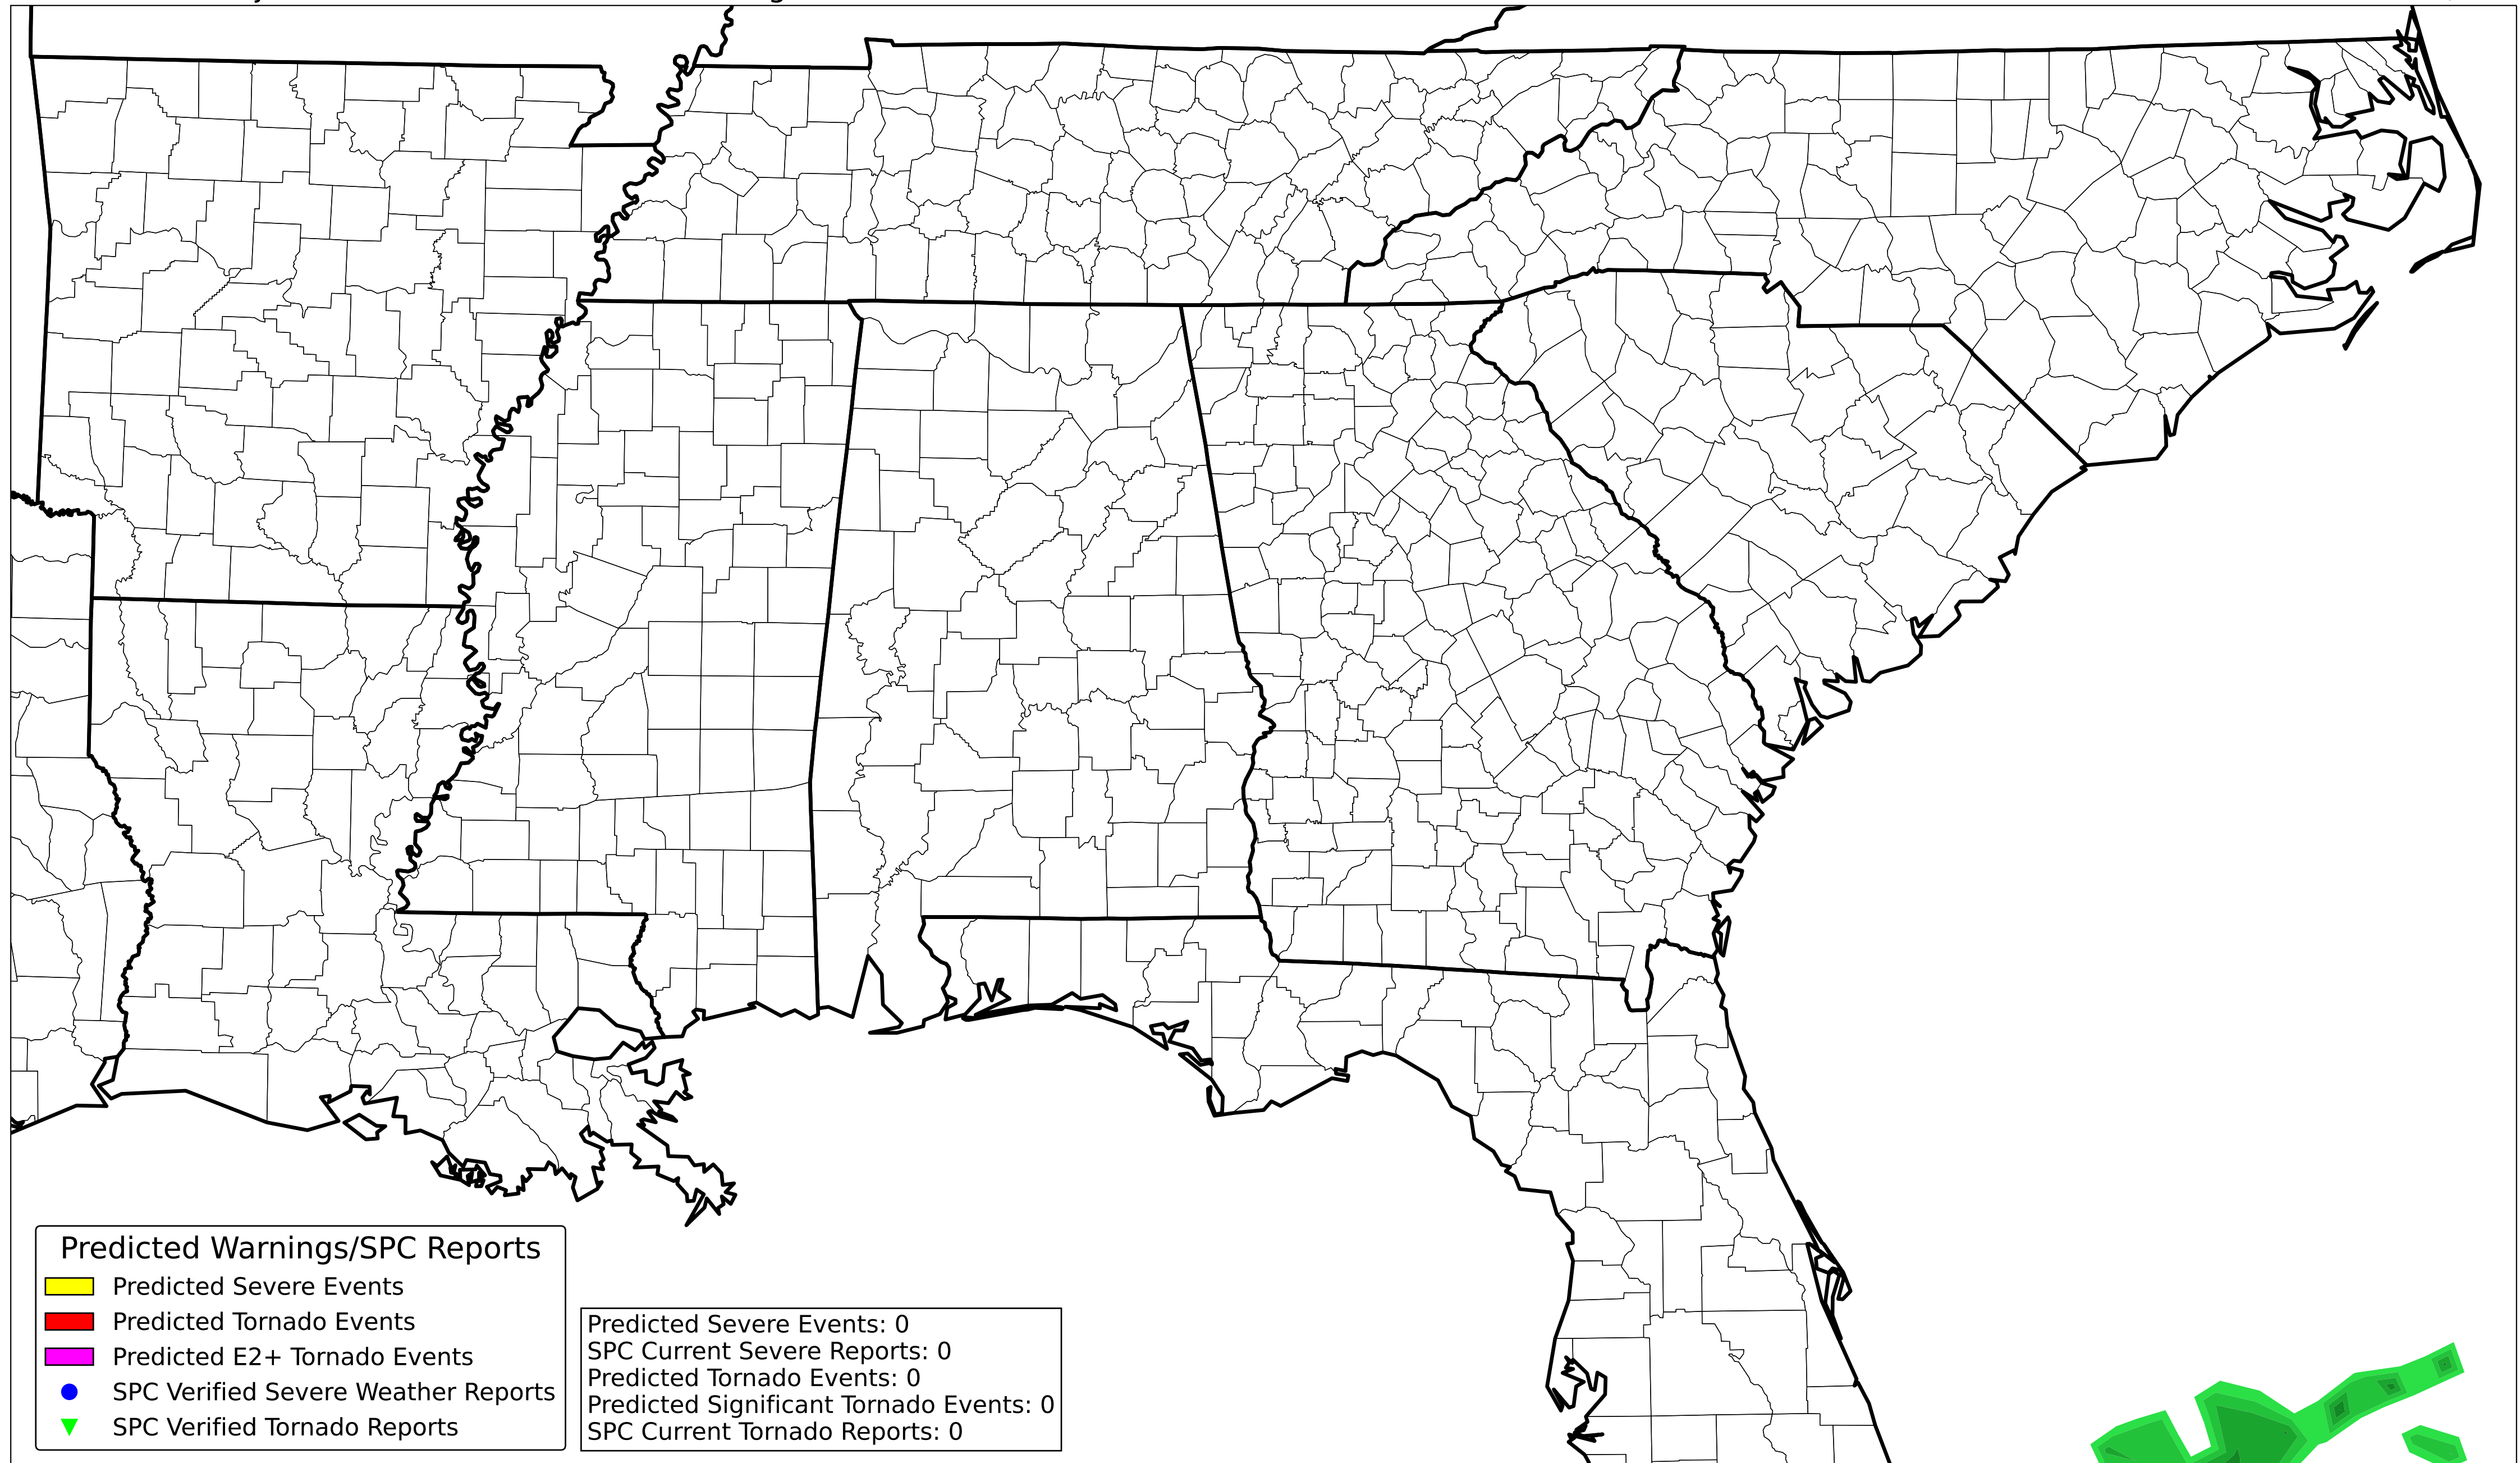 Predicted Warnings/SPC Reports
Predicted Severe Events
Predicted Tornado Events
Predicted E2+ Tornado Events
SPC Verified Severe Weather Reports
SPC Verified Tornado Reports
Predicted Severe Events: 0
SPC Current Severe Reports: 0
Predicted Tornado Events: 0
Predicted Significant Tornado Events: 0
SPC Current Tornado Reports: 0